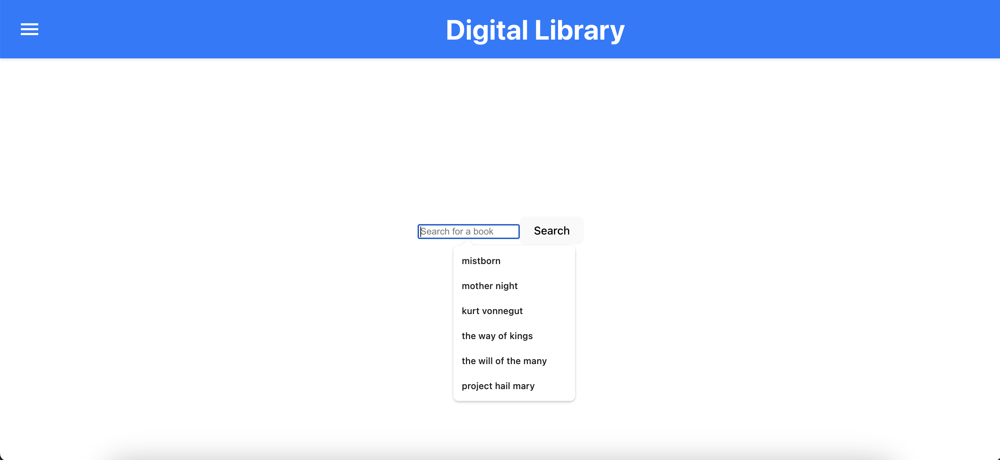 Digital Library
Search for a book
Search
mistborn
mother night
kurt vonnegut
the way of kings
the will of the many
project hail mary